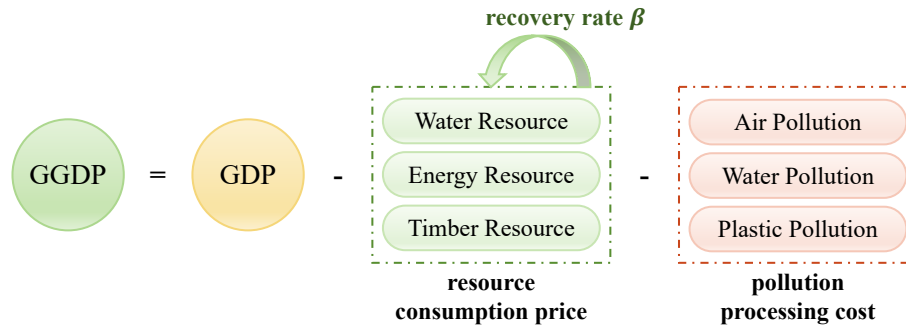 recovery rate β
GGDP = GDP - -
Water Resource
Energy Resource
Timber Resource
Air Pollution
Water Pollution
Plastic Pollution
resource
consumption price
pollution
processing cost